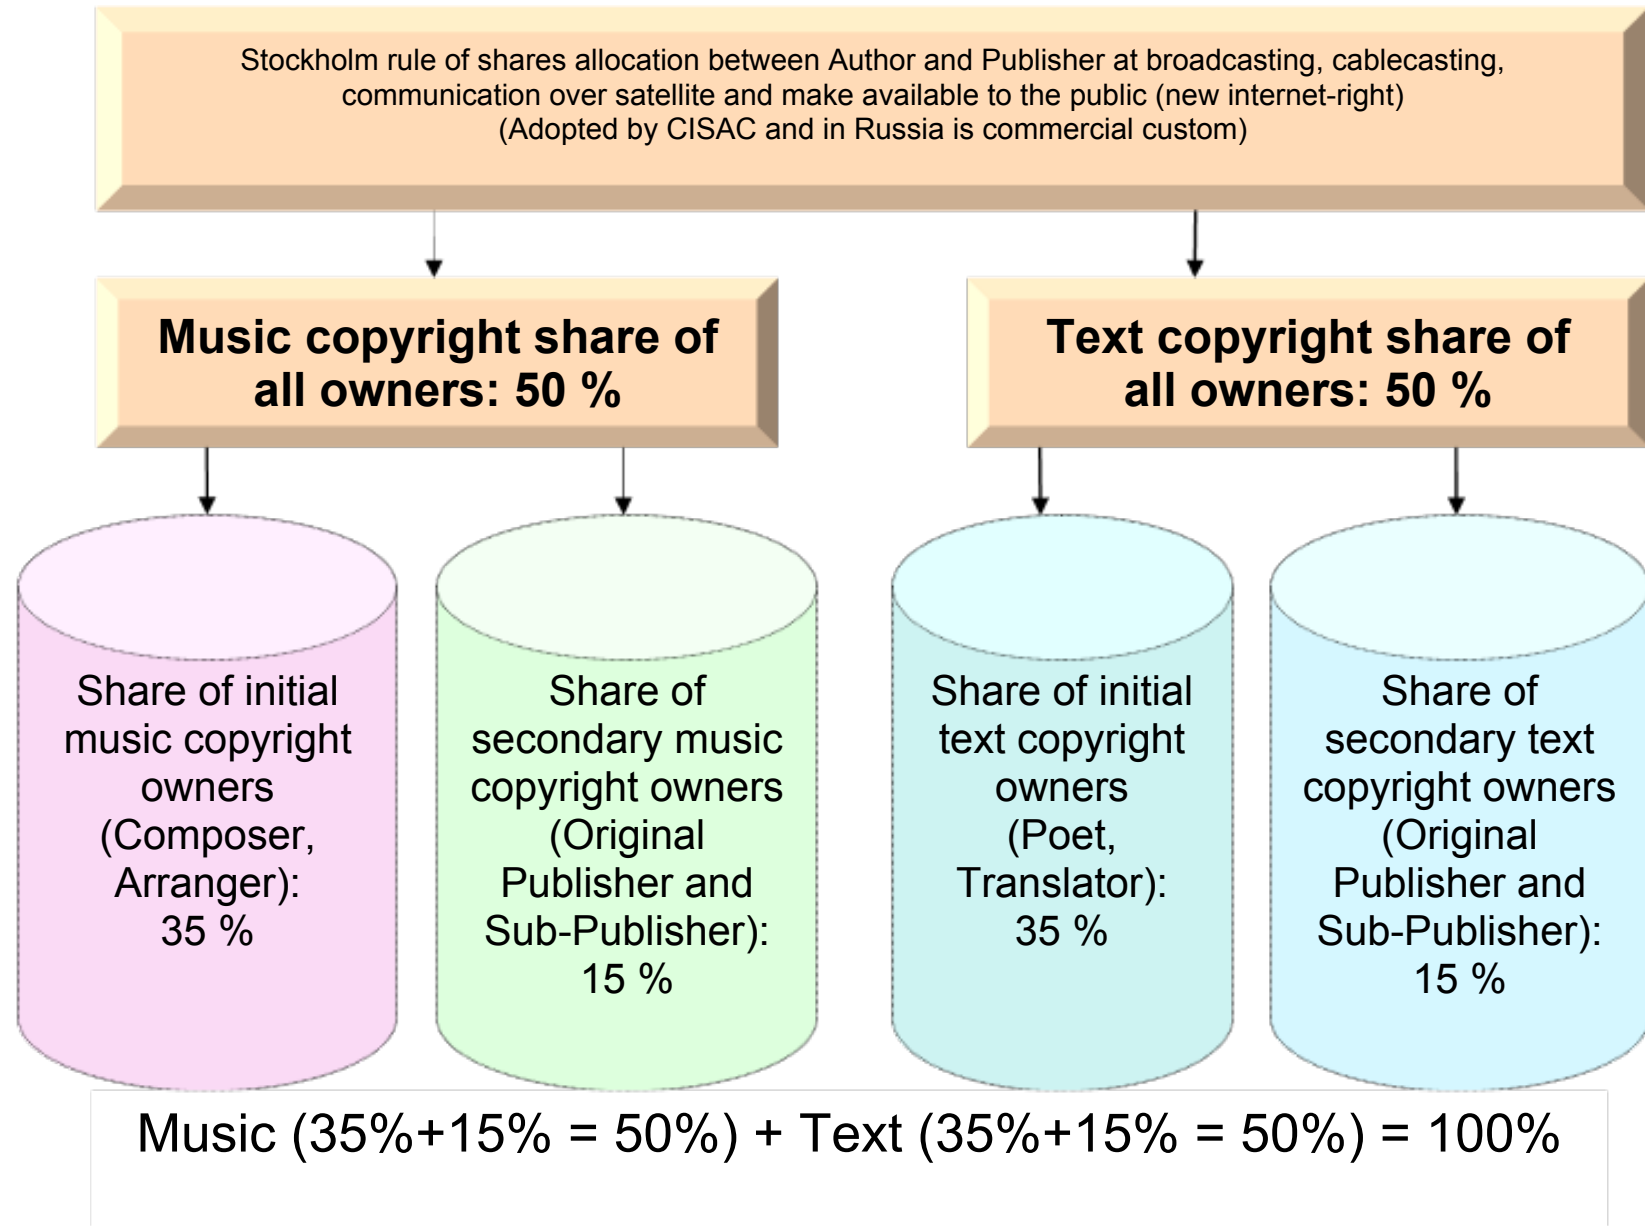 Stockholm rule of shares allocation between Author and Publisher at broadcasting, cablecasting,
communication over satellite and make available to the public (new internet-right)
(Adopted by CISAC and in Russia is commercial custom)
Music copyright share of
all owners: 50 %
Text copyright share of
all owners: 50 %
Share of initial
music copyright
owners
(Composer,
Arranger):
35 %
Share of
secondary music
copyright owners
(Original
Publisher and
Sub-Publisher):
15 %
Share of initial
text copyright
owners
(Poet,
Translator):
35 %
Share of
secondary text
copyright owners
(Original
Publisher and
Sub-Publisher):
15 %
Music (35%+15% = 50%) + Text (35%+15% = 50%) = 100%